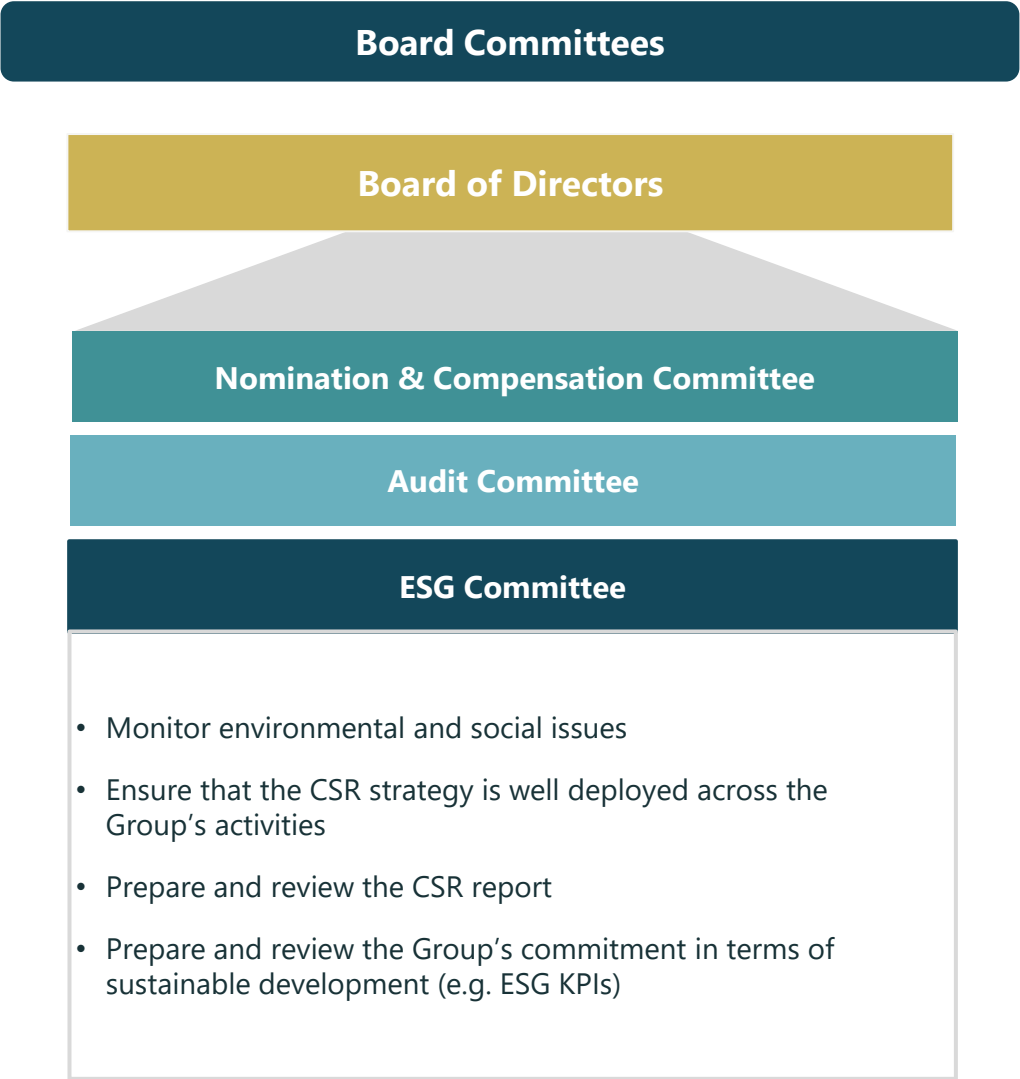 Board Committees
Board of Directors
Nomination & Compensation Committee
Audit Committee
ESG Committee
• Monitor environmental and social issues
• Ensure that the CSR strategy is well deployed across the
Group’s activities
• Prepare and review the CSR report
• Prepare and review the Group’s commitment in terms of
sustainable development (e.g. ESG KPIs)